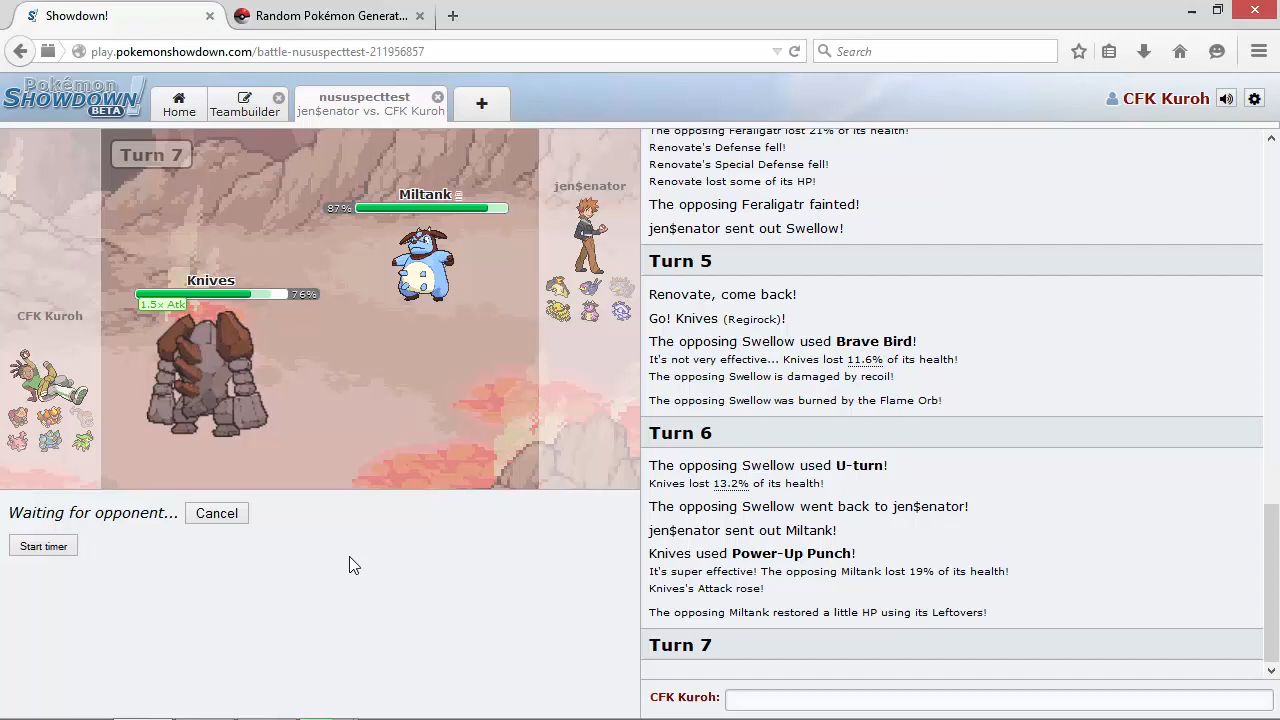 Showdown!
Random Pokémon Generat...
play.pokemonshowdown.com/battle-nususpecttest-211956857
Search
Pokémon
SHOWDOWN!
BETA
Home
Teambuilder
nususpecttest
jen$enator vs. CFK Kuroh
CFK Kuroh
Turn 7
Miltank
87%
jen$enator
Knives
76%
1.5× Atk
CFK Kuroh
Waiting for opponent...
Cancel
Start timer
The opposing Feraligatr lost 21% of its health!
Renovate's Defense fell!
Renovate's Special Defense fell!
Renovate lost some of its HP!
The opposing Feraligatr fainted!
jen$enator sent out Swellow!
Turn 5
Renovate, come back!
Go! Knives (Regirock)!
The opposing Swellow used Brave Bird!
It's not very effective... Knives lost 11.6% of its health!
The opposing Swellow is damaged by recoil!
The opposing Swellow was burned by the Flame Orb!
Turn 6
The opposing Swellow used U-turn!
Knives lost 13.2% of its health!
The opposing Swellow went back to jen$enator!
jen$enator sent out Miltank!
Knives used Power-Up Punch!
It's super effective! The opposing Miltank lost 19% of its health!
Knives's Attack rose!
The opposing Miltank restored a little HP using its Leftovers!
Turn 7
CFK Kuroh: